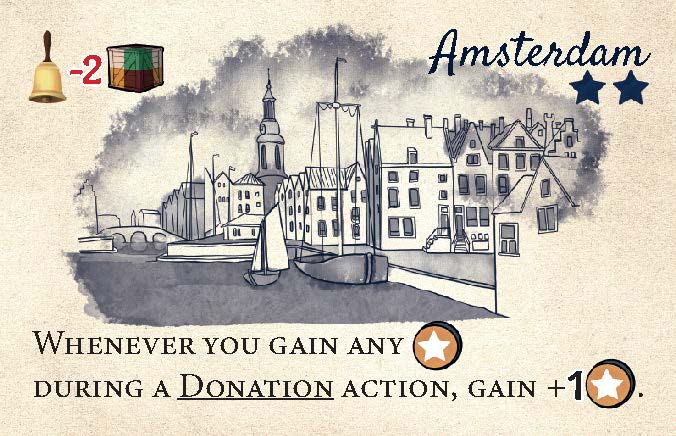 -2
Amsterdam
WHENEVER YOU GAIN ANY
DURING A DONATION ACTION, GAIN +1.